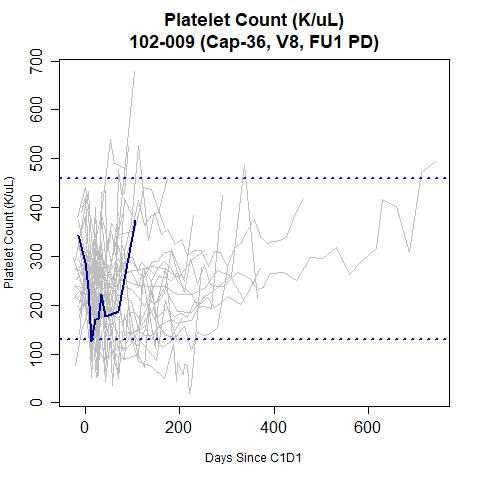 Platelet Count (K/uL)
102-009 (Cap-36, V8, FU1 PD)
Platelet Count (K/uL)
700
600
500
400
300
200
100
0
0 200 400 600
Days Since C1D1